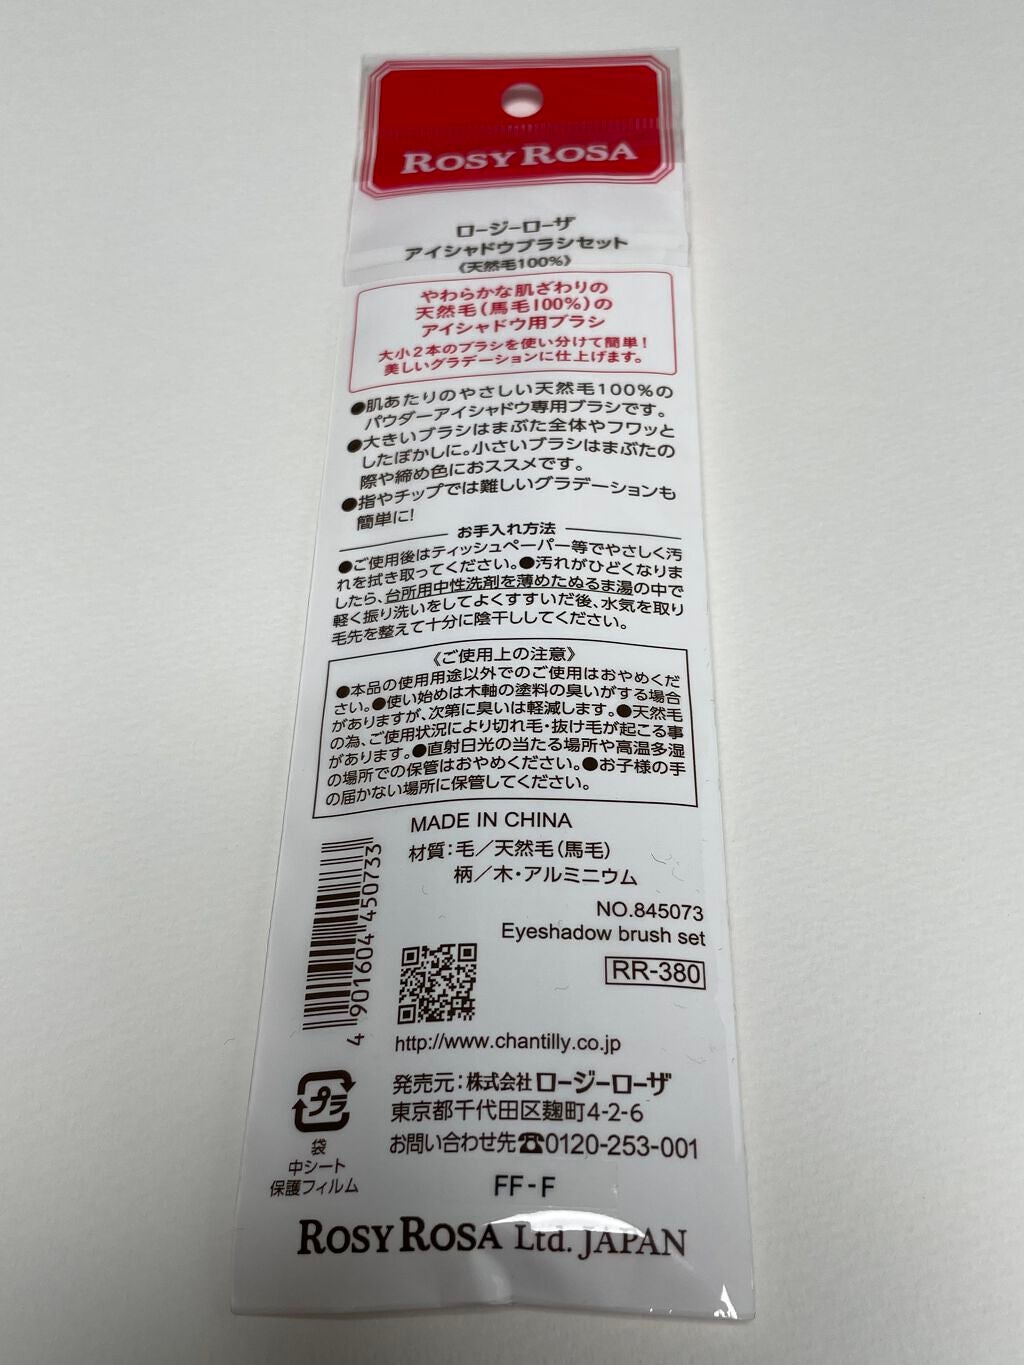 ROSY ROSA
ロージーローザ
アイシャドウブラシセット
《天然毛100%》
やわらかな肌ざわりの
天然毛(馬毛100%)の
アイシャドウ用ブラシ
大小2本のブラシを使い分けて簡単!
美しいグラデーションに仕上げます。
●肌あたりのやさしい天然毛100%の
パウダーアイシャドウ専用ブラシです。
●大きいブラシはまぶた全体やフワッと
したぼかしに。小さいブラシはまぶたの
際や締め色におススメです。
●指やチップでは難しいグラデーションも
簡単に!
お手入れ方法
●ご使用後はティッシュペーパー等でやさしく汚
れを拭き取ってください。●汚れがひどくなりま
したら、台所用中性洗剤を薄めたぬるま湯の中で
軽く振り洗いをしてよくすすいだ後、水気を取り
毛先を整えて十分に陰干ししてください。
《ご使用上の注意》
●本品の使用用途以外でのご使用はおやめくだ
さい。●使い始めは木軸の塗料の臭いがする場合
がありますが、次第に臭いは軽減します。●天然毛
の為、ご使用状況により切れ毛・抜け毛が起こる事
があります。●直射日光の当たる場所や高温多湿
の場所での保管はおやめください。●お子様の手
の届かない場所に保管してください。
MADE IN CHINA
材質:毛/天然毛(馬毛)
柄/木・アルミニウム
NO.845073
Eyeshadow brush set
RR-380
4 901604 450733
http://www.chantilly.co.jp
プラ
袋
中シート
保護フィルム
発売元:株式会社ロージーローザ
東京都千代田区麹町4-2-6
お問い合わせ先☎0120-253-001
FF-F
ROSY ROSA Ltd. JAPAN